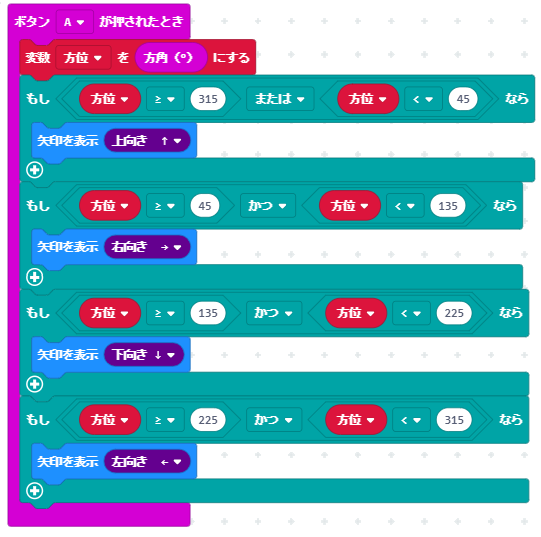 ボタン A が押されたとき
変数 方位 を 方角（°） にする
もし 方位 ≥ 315 または 方位 < 45 なら
矢印を表示 上向き ↑
もし 方位 ≥ 45 かつ 方位 < 135 なら
矢印を表示 右向き →
もし 方位 ≥ 135 かつ 方位 < 225 なら
矢印を表示 下向き ↓
もし 方位 ≥ 225 かつ 方位 < 315 なら
矢印を表示 左向き ←